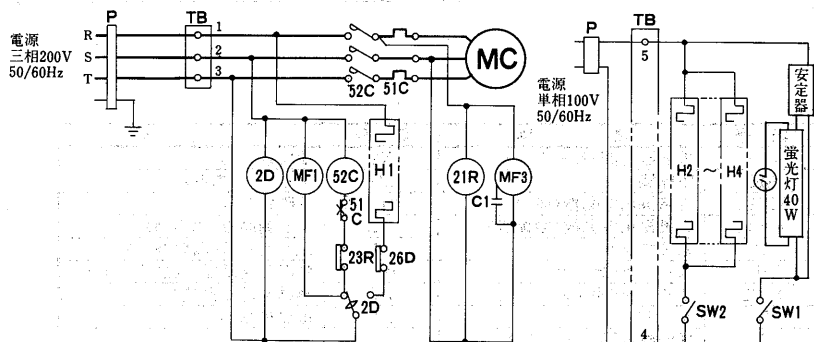 P
TB
電源
三相200V
50/60Hz
R
S
T
1
2
3
52C
51C
MC
2D
MF1
52C
H1
51
C
23R
26D
2D
21R
MF3
C1
P
TB
5
電源
単相100V
50/60Hz
安定器
H2
～
H4
蛍光灯
40W
SW2
SW1
4